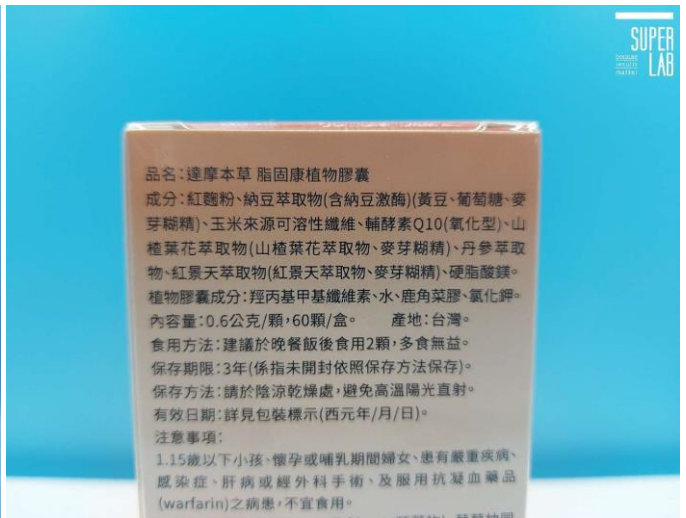 SUPER
LAB
because
results
matter
品名:達摩本草 脂固康植物膠囊
成分:紅麴粉、納豆萃取物(含納豆激酶)(黃豆、葡萄糖、麥
芽糊精)、玉米來源可溶性纖維、輔酵素Q10(氧化型)、山
楂葉花萃取物(山楂葉花萃取物、麥芽糊精)、丹參萃取
物、紅景天萃取物(紅景天萃取物、麥芽糊精)、硬脂酸鎂。
植物膠囊成分:羥丙基甲基纖維素、水、鹿角菜膠、氯化鉀。
內容量:0.6公克/顆,60顆/盒。 產地:台灣。
食用方法:建議於晚餐飯後食用2顆,多食無益。
保存期限:3年(係指未開封依照保存方法保存)。
保存方法:請於陰涼乾燥處,避免高溫陽光直射。
有效日期:詳見包裝標示(西元年/月/日)。
注意事項:
1.15歲以下小孩、懷孕或哺乳期間婦女、患有嚴重疾病、
感染症、肝病或經外科手術、及服用抗凝血藥品
(warfarin)之病患,不宜食用。